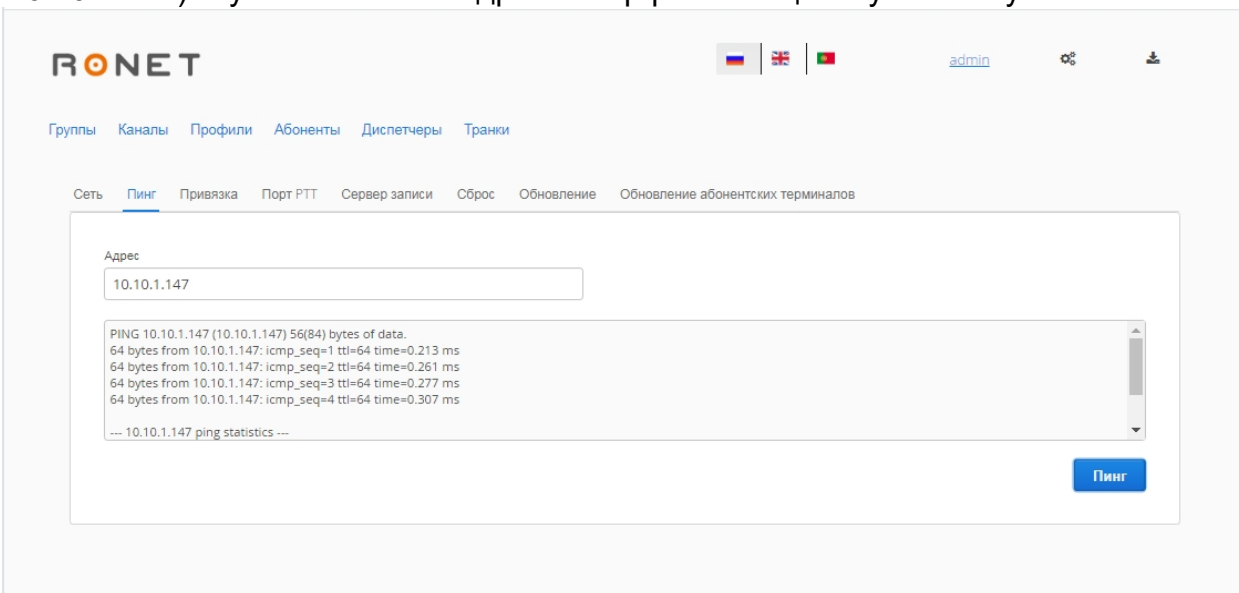 RONET
admin
Группы Каналы Профили Абоненты Диспетчеры Транки
Сеть Пинг Привязка Порт РТТ Сервер записи Сброс Обновление Обновление абонентских терминалов
Адрес
10.10.1.147
PING 10.10.1.147 (10.10.1.147) 56(84) bytes of data.
64 bytes from 10.10.1.147: icmp_seq=1 ttl=64 time=0.213 ms
64 bytes from 10.10.1.147: icmp_seq=2 ttl=64 time=0.261 ms
64 bytes from 10.10.1.147: icmp_seq=3 ttl=64 time=0.277 ms
64 bytes from 10.10.1.147: icmp_seq=4 ttl=64 time=0.307 ms
--- 10.10.1.147 ping statistics ---
Пинг